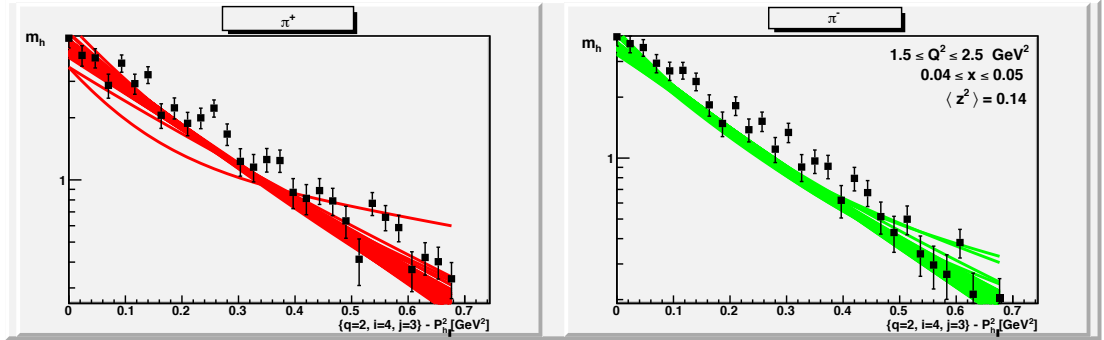 π+
m_h
1
0 0.1 0.2 0.3 0.4 0.5 0.6 0.7
{q=2, i=4, j=3} - P_h^2 [GeV^2]
π-
m_h
1.5 ≤ Q^2 ≤ 2.5 GeV^2
0.04 ≤ x ≤ 0.05
⟨ z^2 ⟩ = 0.14
1
0 0.1 0.2 0.3 0.4 0.5 0.6 0.7
{q=2, i=4, j=3} - P_h^2 [GeV^2]